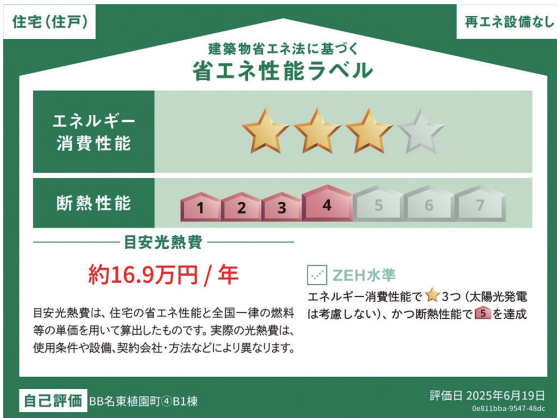 住宅(住戸)
再エネ設備なし
建築物省エネ法に基づく
省エネ性能ラベル
エネルギー
消費性能
断熱性能
1 2 3 4 5 6 7
目安光熱費
約16.9万円 / 年
目安光熱費は、住宅の省エネ性能と全国一律の燃料
等の単価を用いて算出したものです。実際の光熱費は、
使用条件や設備、契約会社・方法などにより異なります。
ZEH水準
エネルギー消費性能で⭐3つ(太陽光発電
は考慮しない)、かつ断熱性能で5を達成
自己評価 BB名東植園町④B1棟
評価日 2025年6月19日
0e811bba-9547-48dc